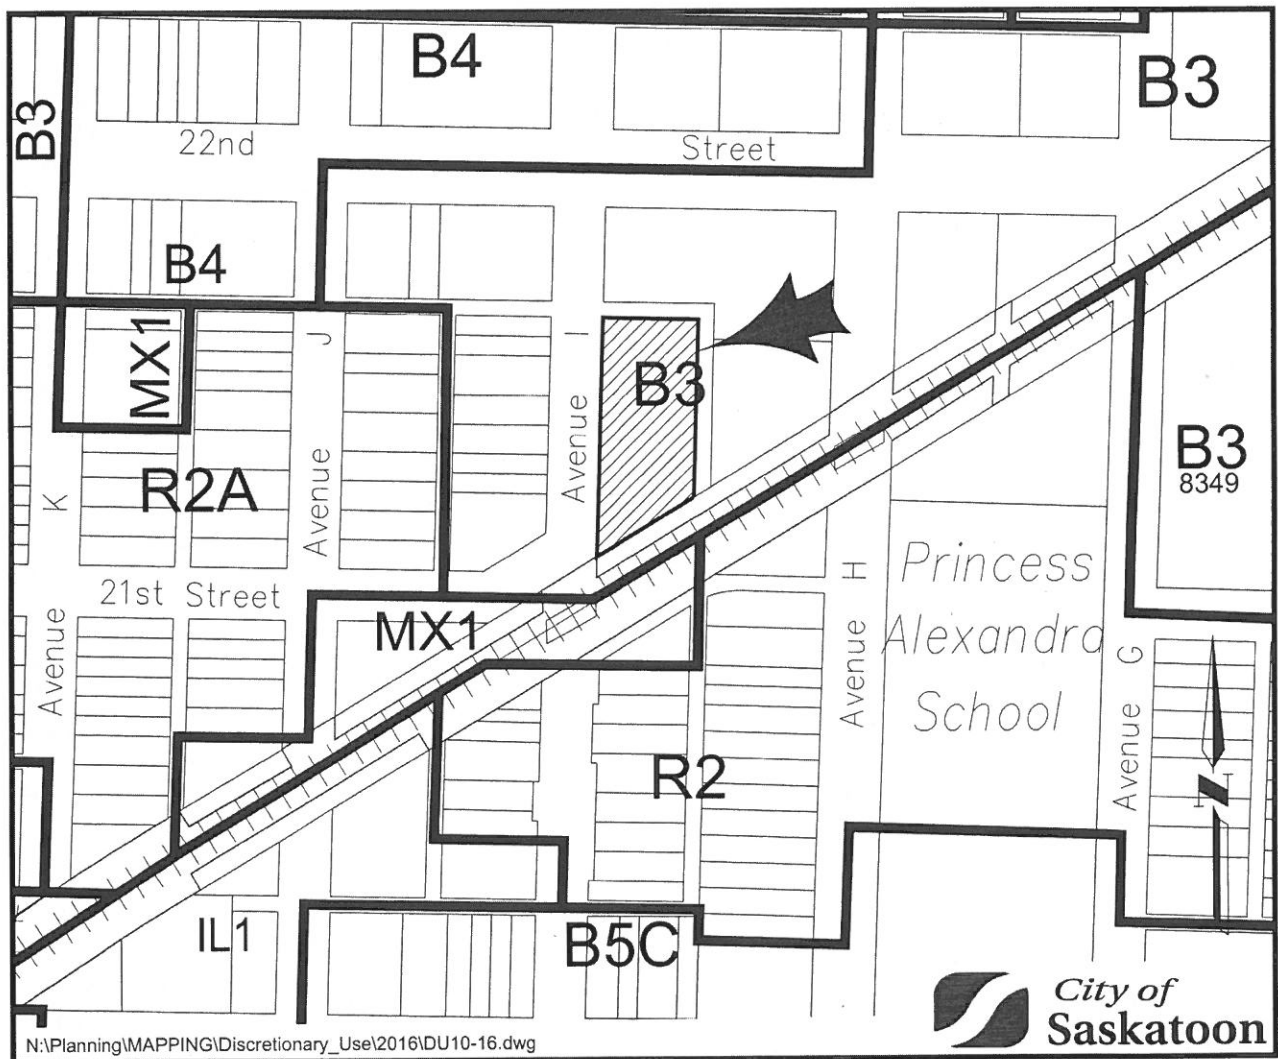 B4
B3
B3
22nd Street
B4
MX1
J
I
B3
B3
8349
Avenue
Avenue
R2A
K
Princess
Alexandra
School
21st Street
H
MX1
Avenue
Avenue
G
Avenue
R2
N
IL1
B5C
City of
Saskatoon
N:\Planning\MAPPING\Discretionary_Use\2016\DU10-16.dwg